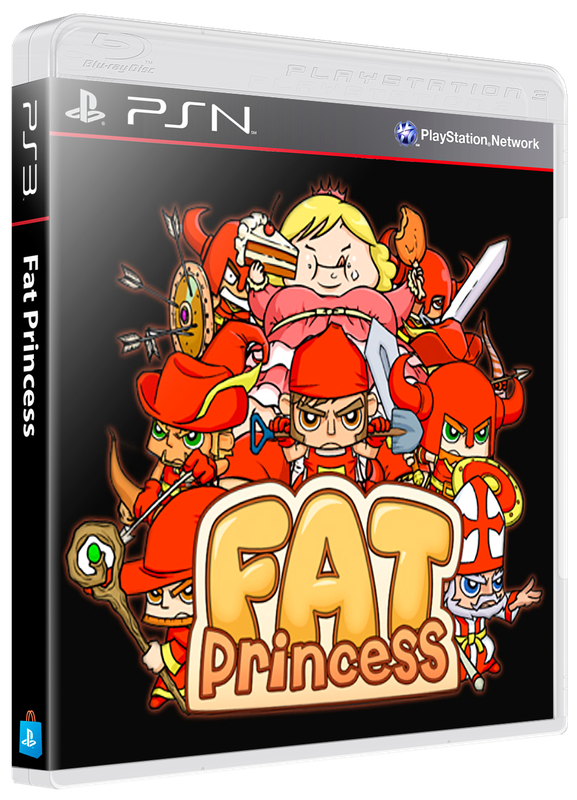 Blu-ray Disc
PLAYSTATION 3
PSN
PlayStation.Network
PS3
Fat Princess
FAT
PRINCESS